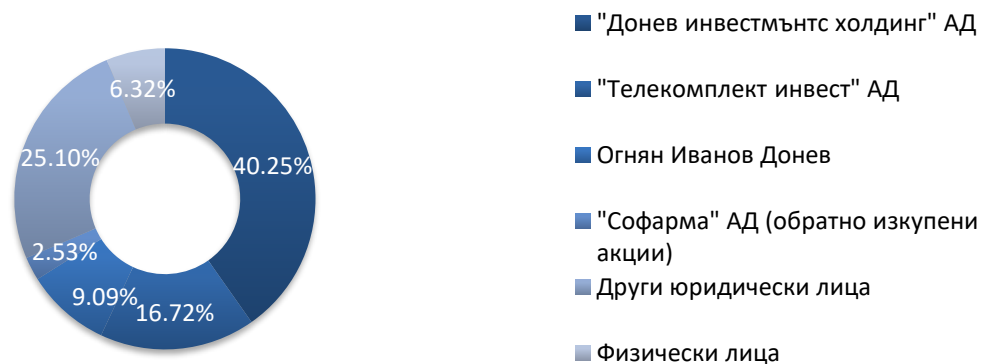 6.32%
25.10%
40.25%
2.53%
9.09%
16.72%
"Донев инвестмънтс холдинг" АД
"Телекомплект инвест" АД
Огнян Иванов Донев
"Софарма" АД (обратно изкупени
акции)
Други юридически лица
Физически лица